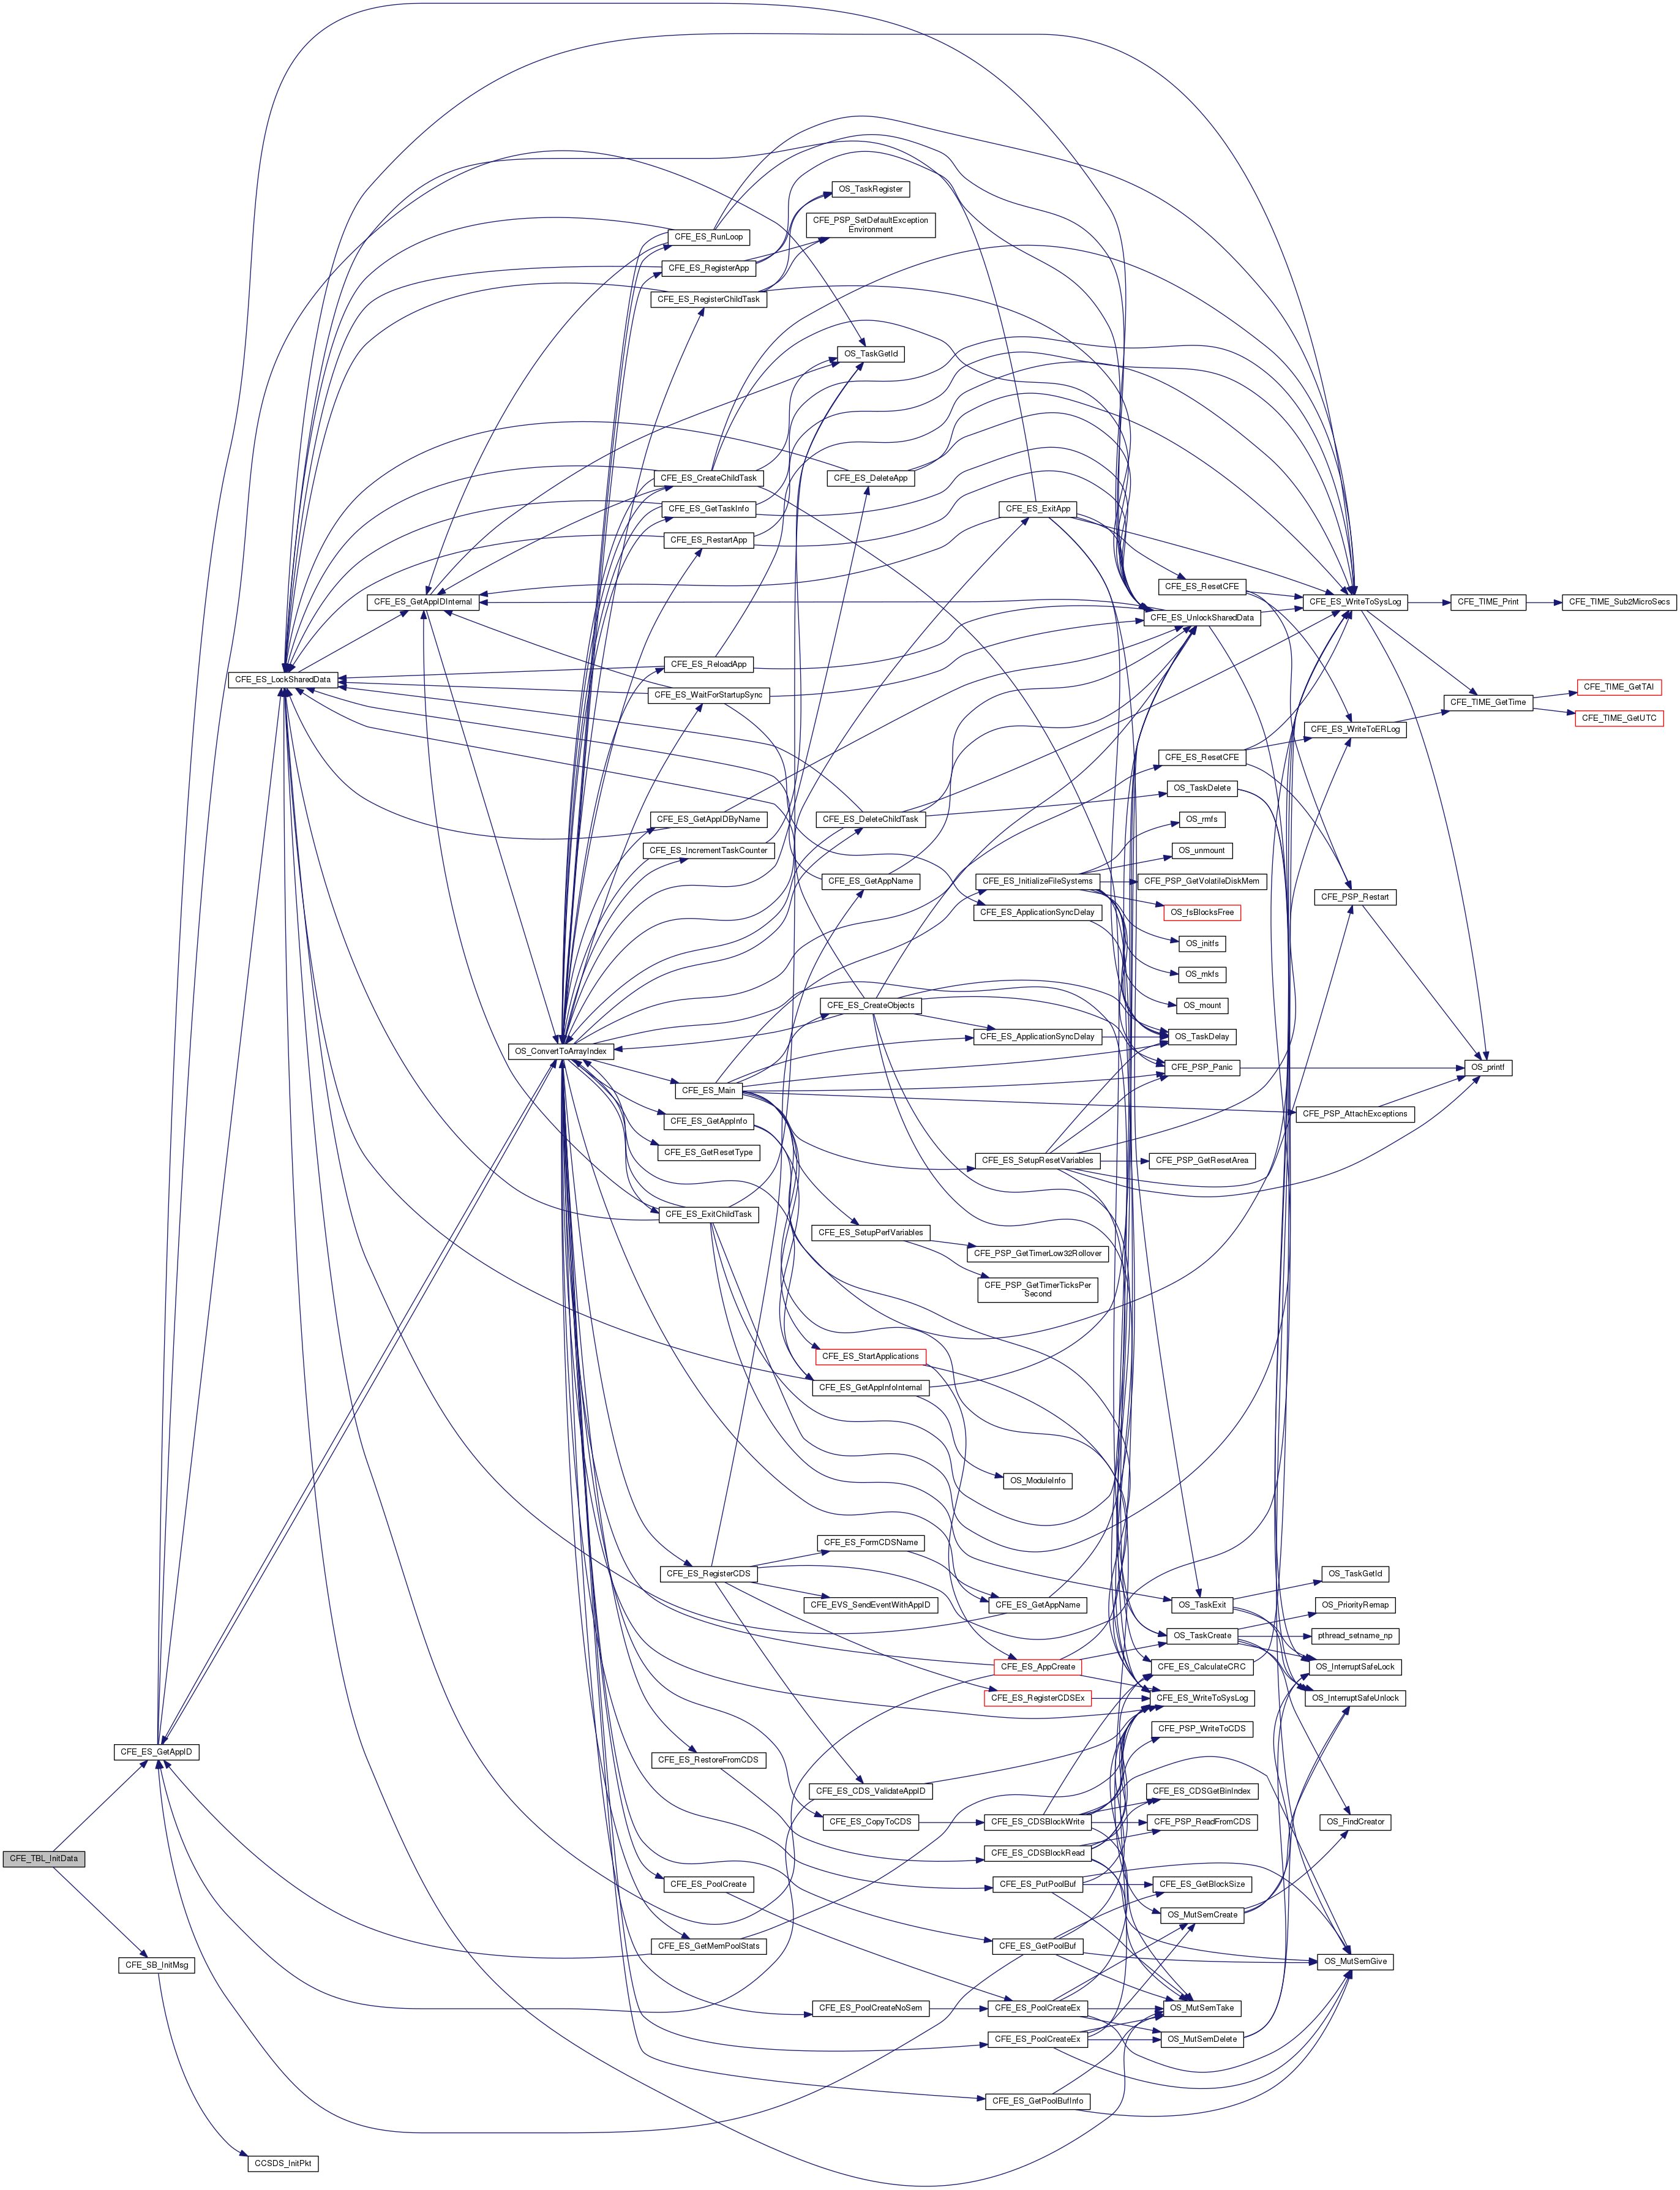 OS_TaskRegister
CFE_PSP_SetDefaultException
Environment
CFE_ES_RunLoop
CFE_ES_RegisterApp
CFE_ES_RegisterChildTask
OS_TaskGetId
CFE_ES_CreateChildTask
CFE_ES_DeleteApp
CFE_ES_GetTaskInfo
CFE_ES_ExitApp
CFE_ES_RestartApp
CFE_ES_ResetCFE
CFE_ES_GetAppIDInternal
CFE_ES_WriteToSysLog
CFE_TIME_Print
CFE_TIME_Sub2MicroSecs
CFE_ES_UnlockSharedData
CFE_ES_ReloadApp
CFE_ES_LockSharedData
CFE_TIME_GetTAI
CFE_ES_WaitForStartupSync
CFE_TIME_GetTime
CFE_TIME_GetUTC
CFE_ES_WriteToERLog
CFE_ES_ResetCFE
OS_TaskDelete
CFE_ES_GetAppIDByName
CFE_ES_DeleteChildTask
OS_rmfs
CFE_ES_IncrementTaskCounter
OS_unmount
CFE_ES_GetAppName
CFE_ES_InitializeFileSystems
CFE_PSP_GetVolatileDiskMem
CFE_PSP_Restart
CFE_ES_ApplicationSyncDelay
OS_fsBlocksFree
OS_initfs
OS_mkfs
CFE_ES_CreateObjects
OS_mount
CFE_ES_ApplicationSyncDelay
OS_TaskDelay
OS_ConvertToArrayIndex
CFE_PSP_Panic
OS_printf
CFE_ES_Main
CFE_PSP_AttachExceptions
CFE_ES_GetAppInfo
CFE_ES_GetResetType
CFE_ES_SetupResetVariables
CFE_PSP_GetResetArea
CFE_ES_ExitChildTask
CFE_ES_SetupPerfVariables
CFE_PSP_GetTimerLow32Rollover
CFE_PSP_GetTimerTicksPer
Second
CFE_ES_StartApplications
CFE_ES_GetAppInfoInternal
OS_ModuleInfo
CFE_ES_FormCDSName
CFE_ES_RegisterCDS
OS_TaskGetId
CFE_EVS_SendEventWithAppID
CFE_ES_GetAppName
OS_TaskExit
OS_PriorityRemap
OS_TaskCreate
pthread_setname_np
CFE_ES_AppCreate
CFE_ES_CalculateCRC
OS_InterruptSafeLock
CFE_ES_RegisterCDSEx
CFE_ES_WriteToSysLog
OS_InterruptSafeUnlock
CFE_PSP_WriteToCDS
CFE_ES_GetAppID
CFE_ES_RestoreFromCDS
CFE_ES_CDS_ValidateAppID
CFE_ES_CDSGetBinIndex
CFE_ES_CopyToCDS
CFE_ES_CDSBlockWrite
CFE_PSP_ReadFromCDS
OS_FindCreator
CFE_ES_CDSBlockRead
CFE_TBL_InitData
CFE_ES_PoolCreate
CFE_ES_PutPoolBuf
CFE_ES_GetBlockSize
OS_MutSemCreate
CFE_ES_GetMemPoolStats
CFE_ES_GetPoolBuf
CFE_SB_InitMsg
OS_MutSemGive
CFE_ES_PoolCreateNoSem
CFE_ES_PoolCreateEx
OS_MutSemTake
CFE_ES_PoolCreateEx
OS_MutSemDelete
CFE_ES_GetPoolBufInfo
CCSDS_InitPkt